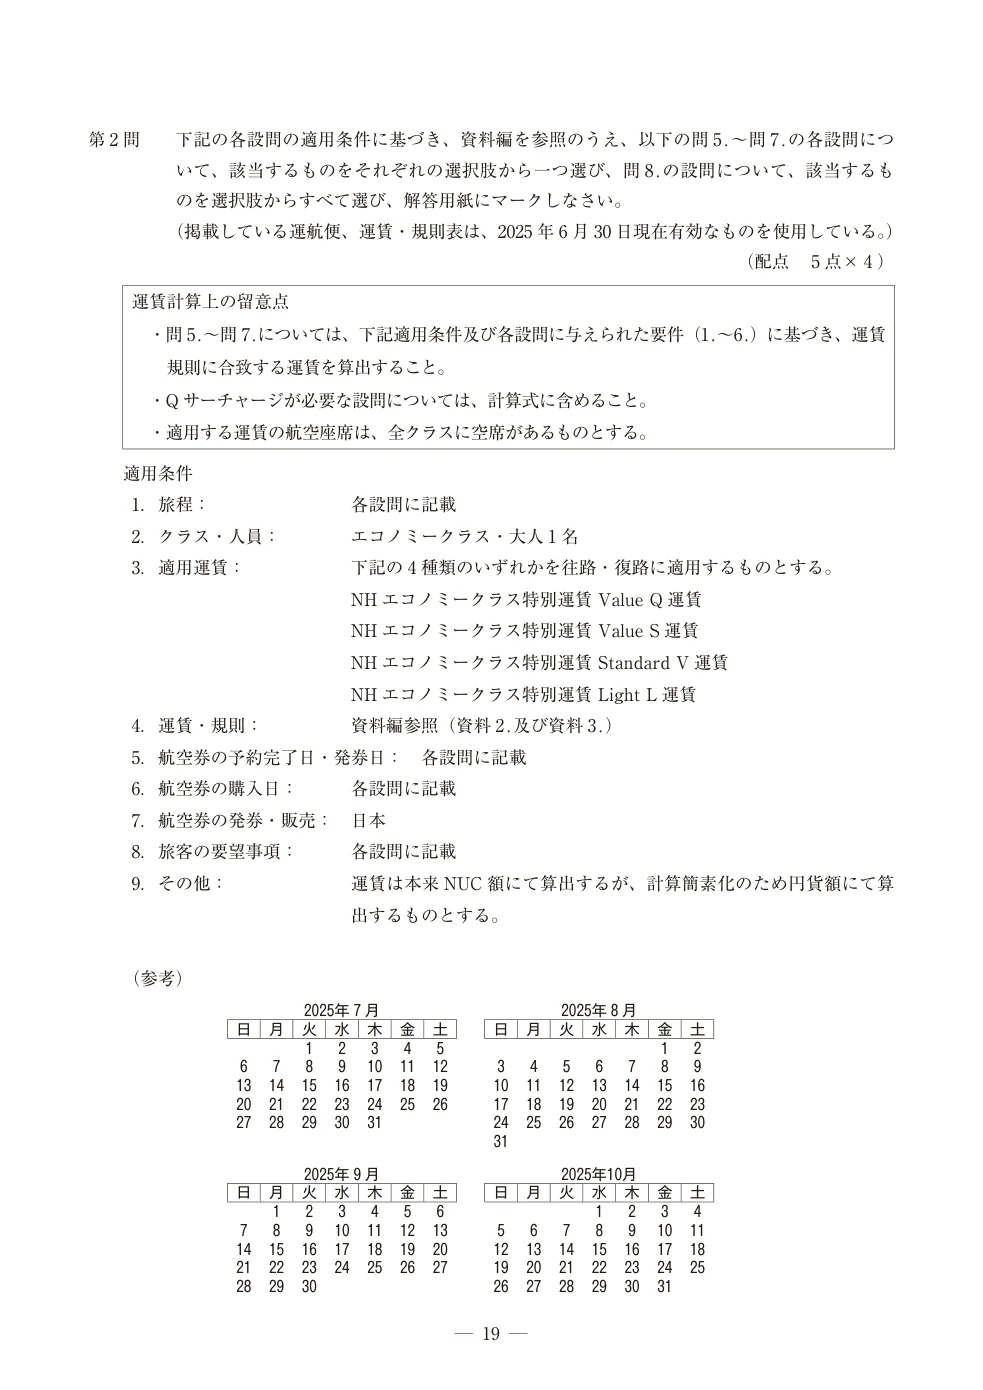 第2問 下記の各設問の適用条件に基づき、資料編を参照のうえ、以下の問5.～問7.の各設問につ
いて、該当するものをそれぞれの選択肢から一つ選び、問8.の設問について、該当するも
のを選択肢からすべて選び、解答用紙にマークしなさい。
（掲載している運航便、運賃・規則表は、2025年6月30日現在有効なものを使用している。）
（配点 5点×4）
運賃計算上の留意点
・問5.～問7.については、下記適用条件及び各設問に与えられた要件（1.～6.）に基づき、運賃
規則に合致する運賃を算出すること。
・Qサーチャージが必要な設問については、計算式に含めること。
・適用する運賃の航空座席は、全クラスに空席があるものとする。
適用条件
1. 旅程： 各設問に記載
2. クラス・人員： エコノミークラス・大人1名
3. 適用運賃： 下記の4種類のいずれかを往路・復路に適用するものとする。
NHエコノミークラス特別運賃 Value Q 運賃
NHエコノミークラス特別運賃 Value S 運賃
NHエコノミークラス特別運賃 Standard V 運賃
NHエコノミークラス特別運賃 Light L 運賃
4. 運賃・規則： 資料編参照（資料2.及び資料3.）
5. 航空券の予約完了日・発券日： 各設問に記載
6. 航空券の購入日： 各設問に記載
7. 航空券の発券・販売： 日本
8. 旅客の要望事項： 各設問に記載
9. その他： 運賃は本来NUC額にて算出するが、計算簡素化のため円貨額にて算
出するものとする。
（参考）
2025年7月
日 月 火 水 木 金 土
1 2 3 4 5
6 7 8 9 10 11 12
13 14 15 16 17 18 19
20 21 22 23 24 25 26
27 28 29 30 31
2025年8月
日 月 火 水 木 金 土
1 2
3 4 5 6 7 8 9
10 11 12 13 14 15 16
17 18 19 20 21 22 23
24 25 26 27 28 29 30
31
2025年9月
日 月 火 水 木 金 土
1 2 3 4 5 6
7 8 9 10 11 12 13
14 15 16 17 18 19 20
21 22 23 24 25 26 27
28 29 30
2025年10月
日 月 火 水 木 金 土
1 2 3 4
5 6 7 8 9 10 11
12 13 14 15 16 17 18
19 20 21 22 23 24 25
26 27 28 29 30 31
― 19 ―